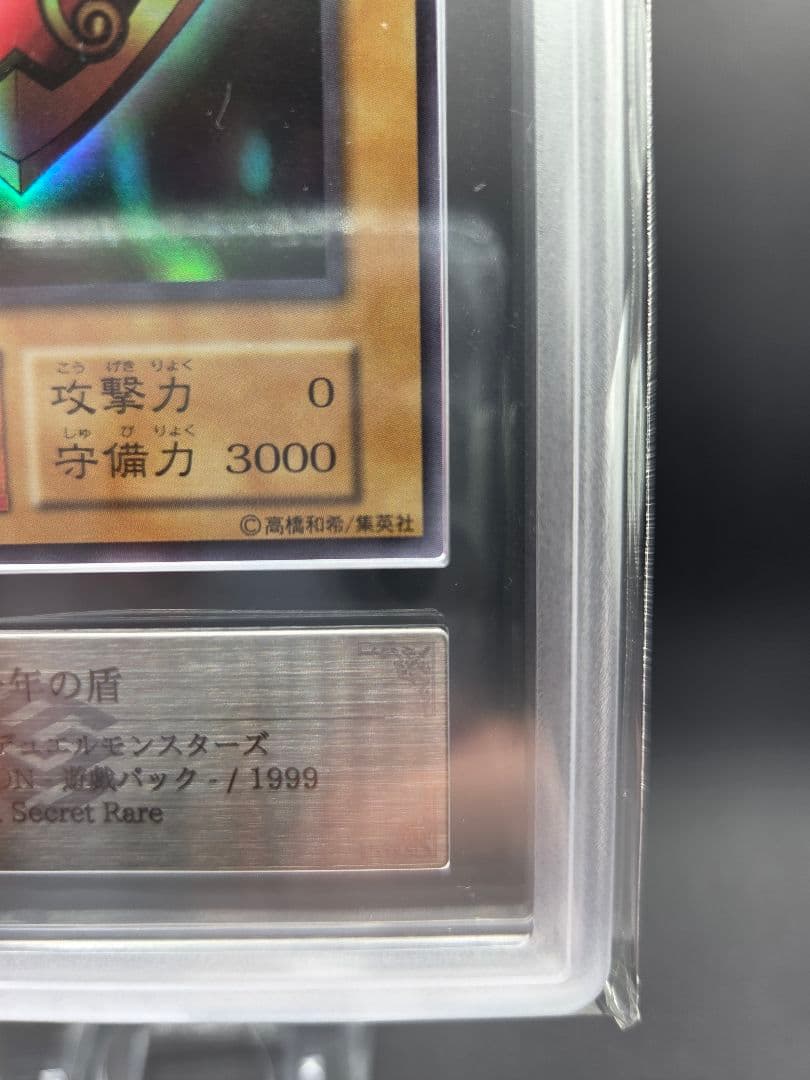 こう げき りょく
攻撃力 0
しゅ び りょく
守備力 3000
©高橋和希/集英社
年の盾
デュエルモンスターズ
ON - 遊戯パック - / 1999
Secret Rare